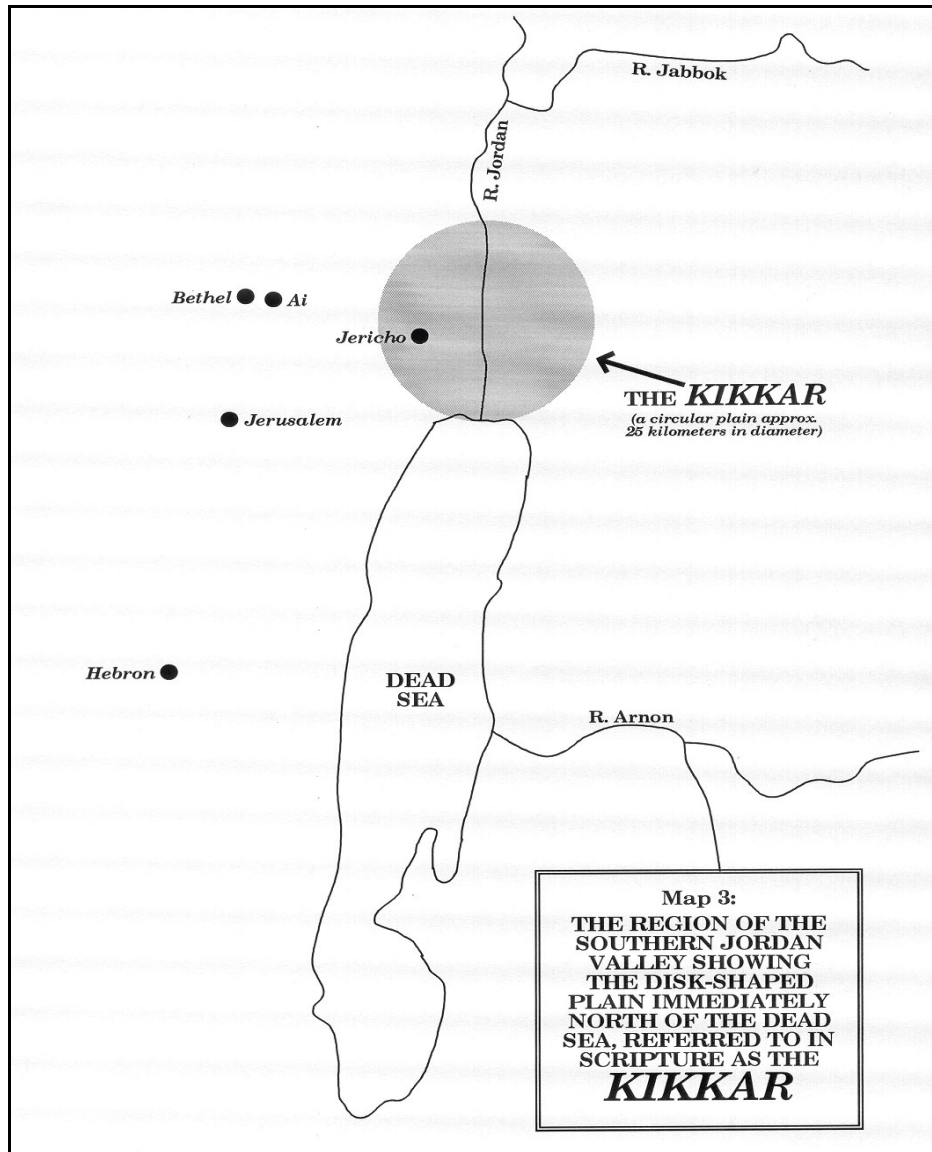 R. Jabbok
R. Jordan
Bethel
Ai
Jericho
THE KIKKAR
(a circular plain approx.
25 kilometers in diameter)
Jerusalem
Hebron
DEAD
SEA
R. Arnon
Map 3:
THE REGION OF THE
SOUTHERN JORDAN
VALLEY SHOWING
THE DISK-SHAPED
PLAIN IMMEDIATELY
NORTH OF THE DEAD
SEA, REFERRED TO IN
SCRIPTURE AS THE
KIKKAR